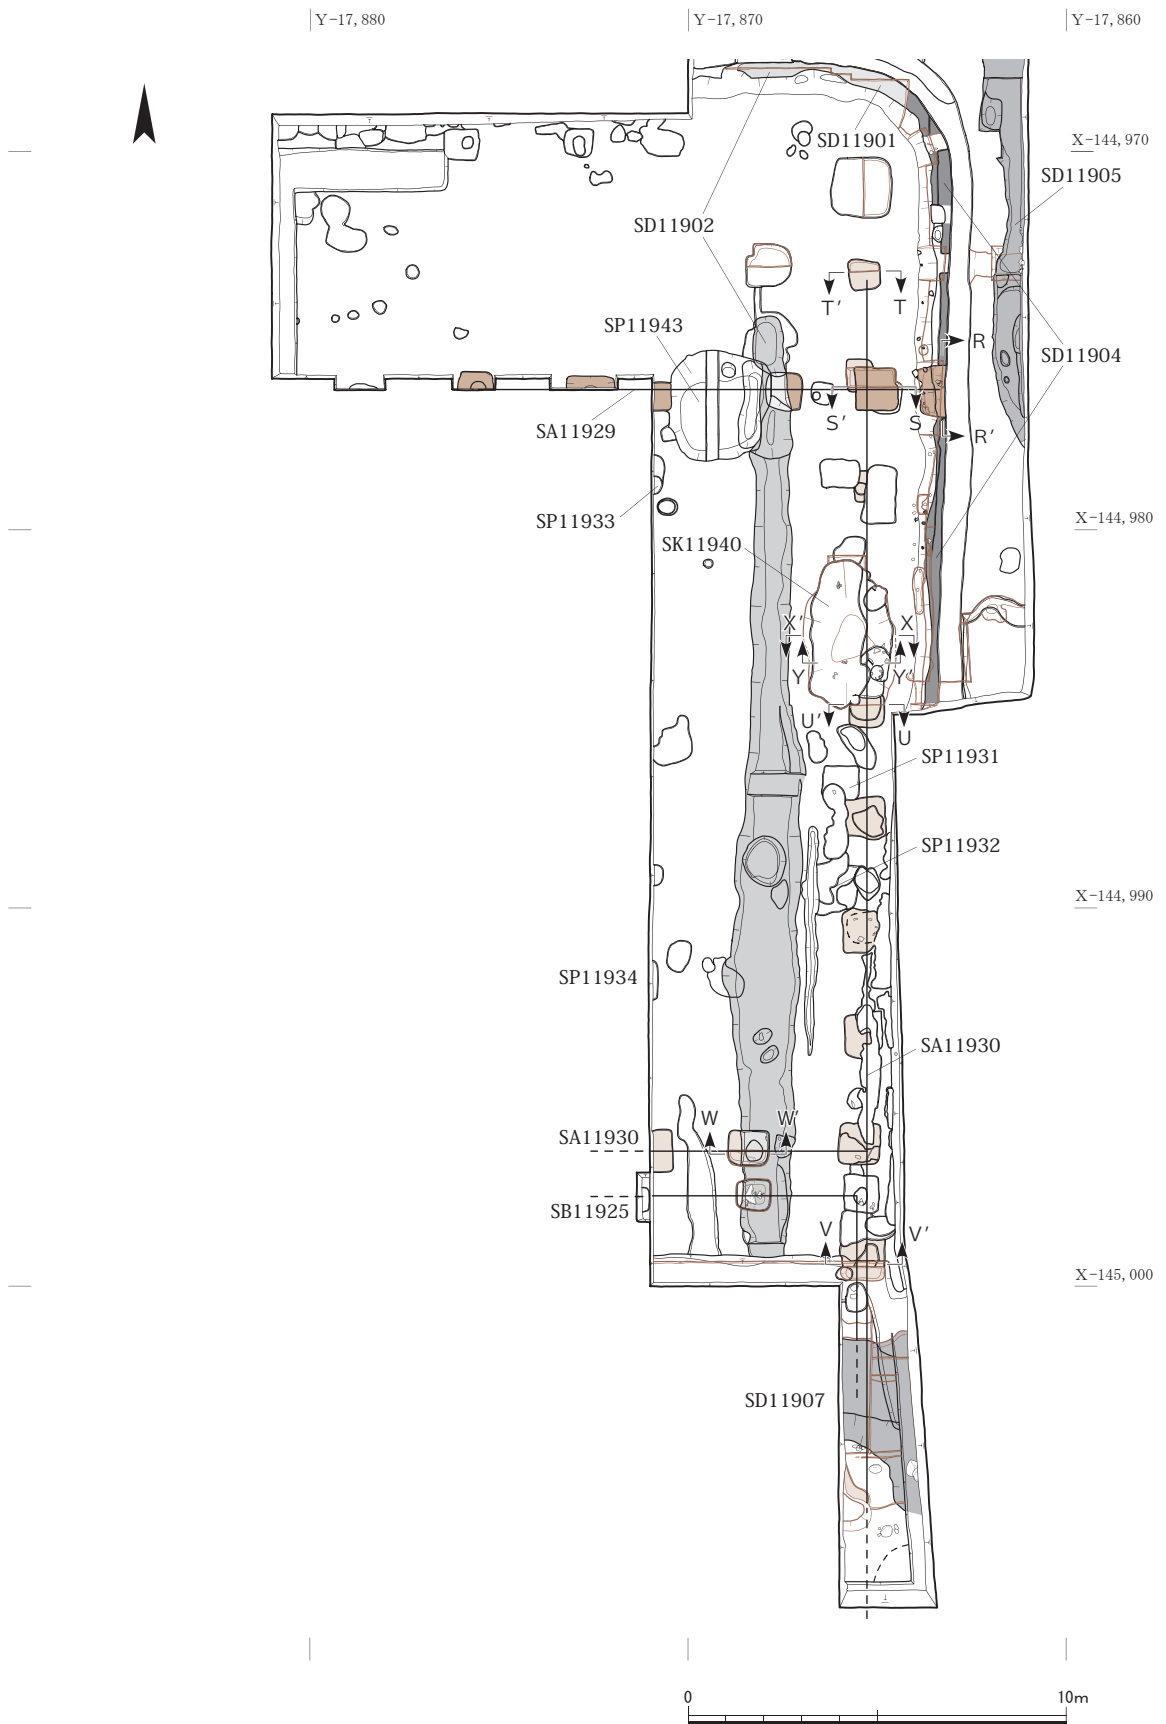 Y-17,880
Y-17,870
Y-17,860
X-144,970
SD11901
SD11905
SD11902
T′
T
SP11943
R
SD11904
S′
S
SA11929
R′
SP11933
X-144,980
SK11940
X′
X
Y
Y′
U′
U
SP11931
SP11932
X-144,990
SP11934
SA11930
W
W′
SA11930
SB11925
V
V′
X-145,000
SD11907
0
10m